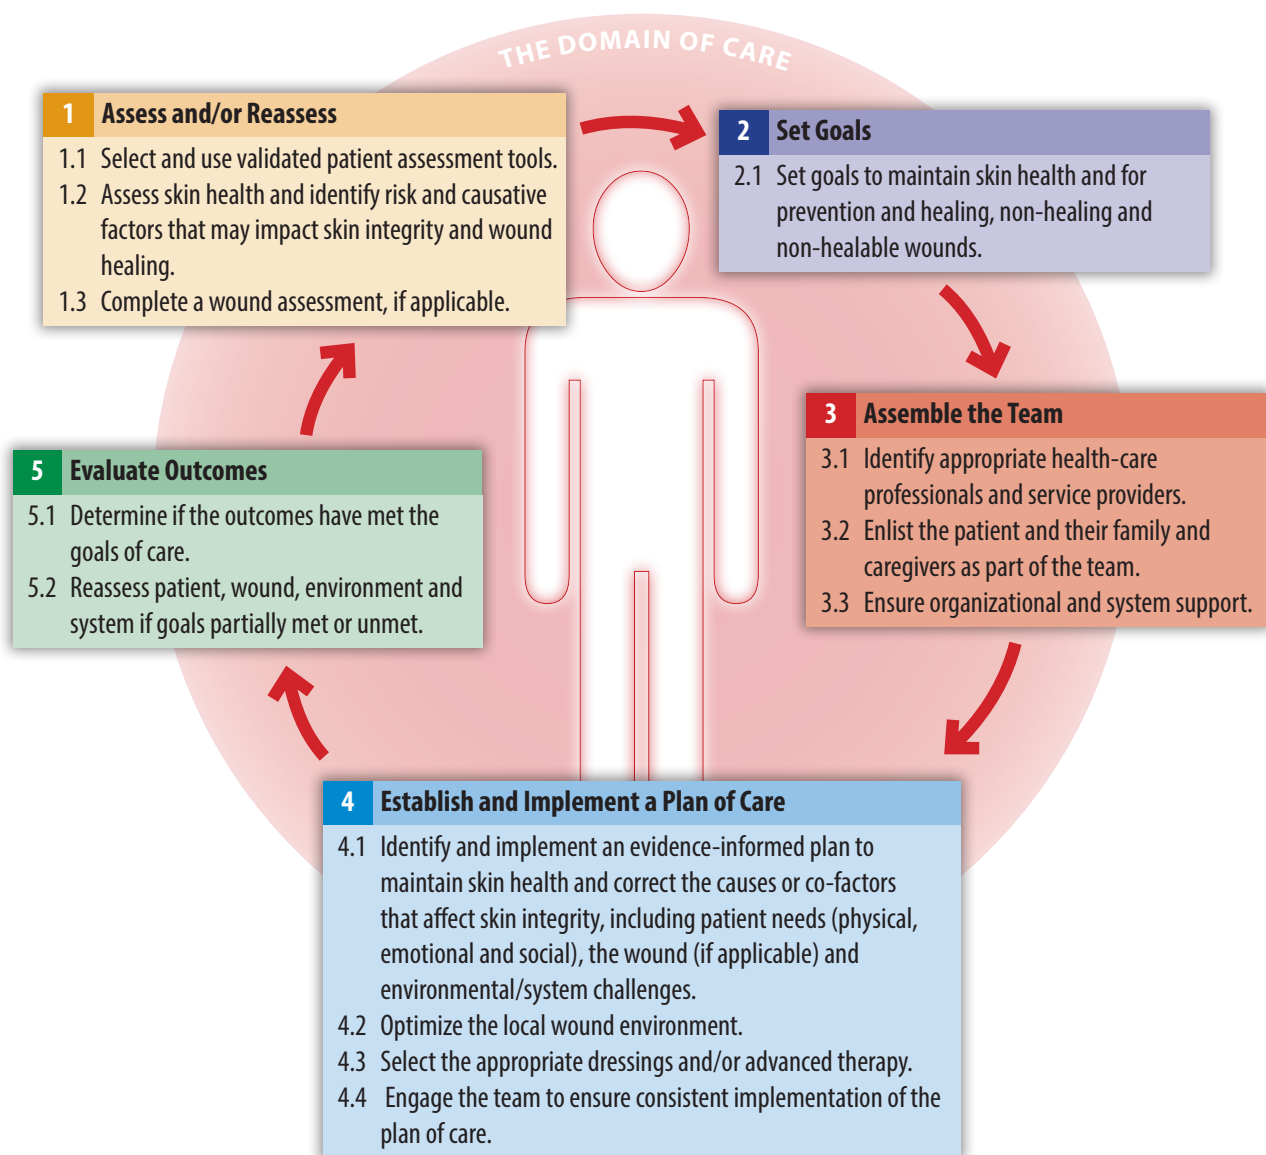 THE DOMAIN OF CARE
1 Assess and/or Reassess
1.1 Select and use validated patient assessment tools.
1.2 Assess skin health and identify risk and causative
factors that may impact skin integrity and wound
healing.
1.3 Complete a wound assessment, if applicable.
2 Set Goals
2.1 Set goals to maintain skin health and for
prevention and healing, non-healing and
non-healable wounds.
3 Assemble the Team
3.1 Identify appropriate health-care
professionals and service providers.
3.2 Enlist the patient and their family and
caregivers as part of the team.
3.3 Ensure organizational and system support.
4 Establish and Implement a Plan of Care
4.1 Identify and implement an evidence-informed plan to
maintain skin health and correct the causes or co-factors
that affect skin integrity, including patient needs (physical,
emotional and social), the wound (if applicable) and
environmental/system challenges.
4.2 Optimize the local wound environment.
4.3 Select the appropriate dressings and/or advanced therapy.
4.4 Engage the team to ensure consistent implementation of the
plan of care.
5 Evaluate Outcomes
5.1 Determine if the outcomes have met the
goals of care.
5.2 Reassess patient, wound, environment and
system if goals partially met or unmet.